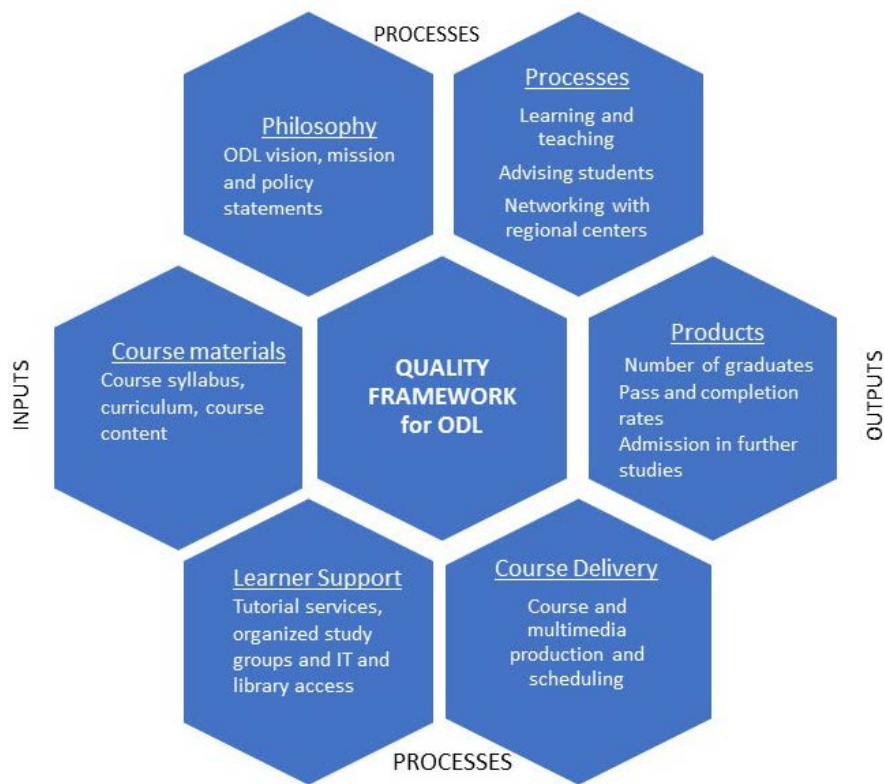 PROCESSES
Philosophy
ODL vision, mission
and policy
statements
Processes
Learning and
teaching
Advising students
Networking with
regional centers
INPUTS
Course materials
Course syllabus,
curriculum, course
content
QUALITY
FRAMEWORK
for ODL
Products
Number of graduates
Pass and completion
rates
Admission in further
studies
OUTPUTS
Learner Support
Tutorial services,
organized study
groups and IT and
library access
Course Delivery
Course and
multimedia
production and
scheduling
PROCESSES